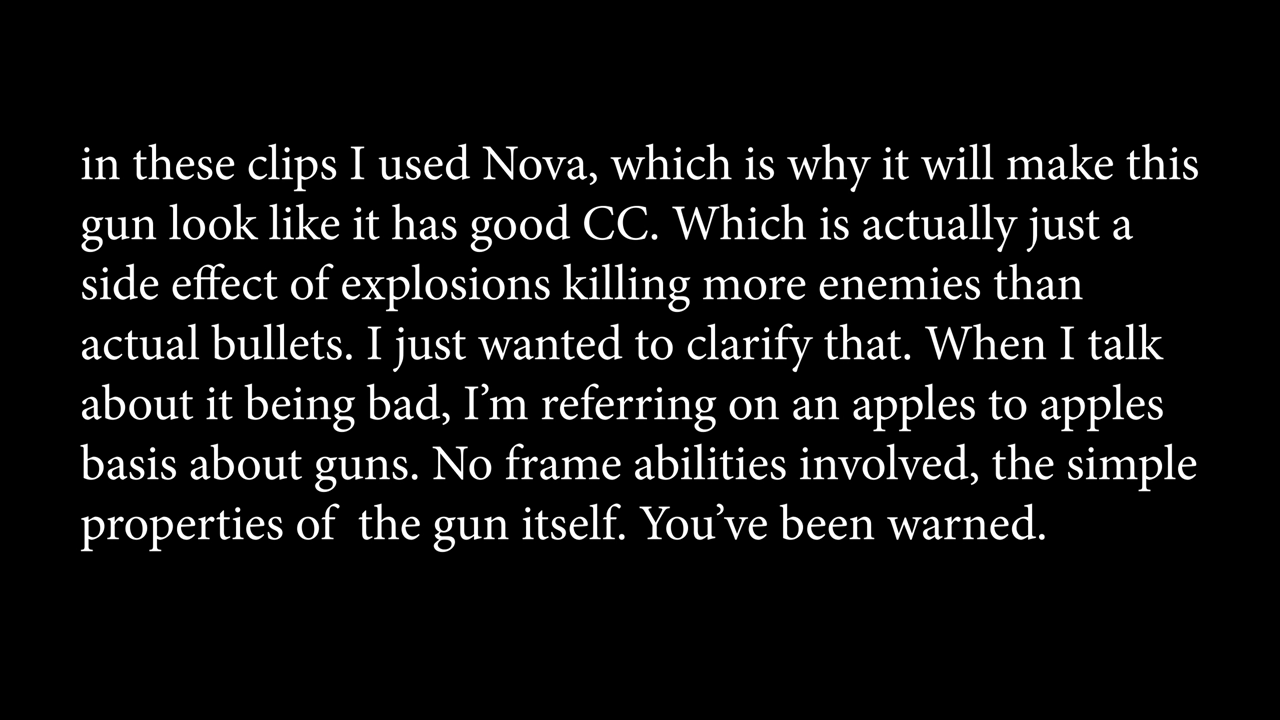 in these clips I used Nova, which is why it will make this
gun look like it has good CC. Which is actually just a
side effect of explosions killing more enemies than
actual bullets. I just wanted to clarify that. When I talk
about it being bad, I’m referring on an apples to apples
basis about guns. No frame abilities involved, the simple
properties of  the gun itself. You’ve been warned.